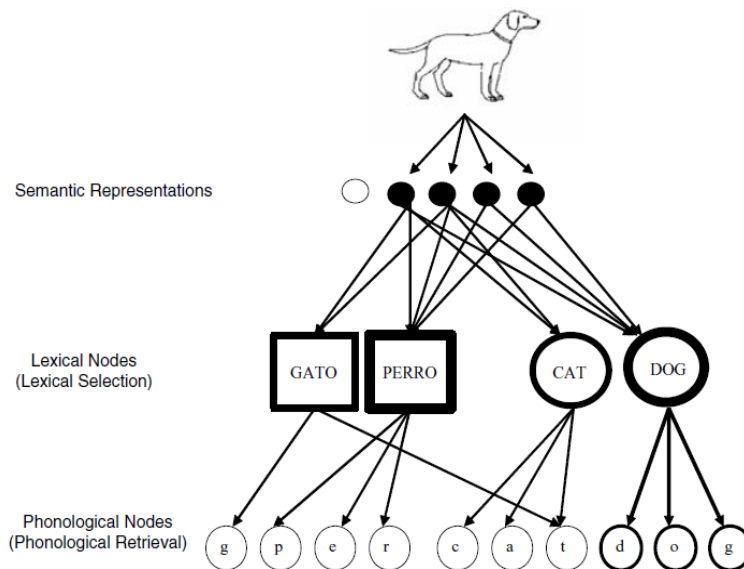 Semantic Representations
Lexical Nodes
(Lexical Selection)
GATO
PERRO
CAT
DOG
Phonological Nodes
(Phonological Retrieval)
g p e r c a t d o g